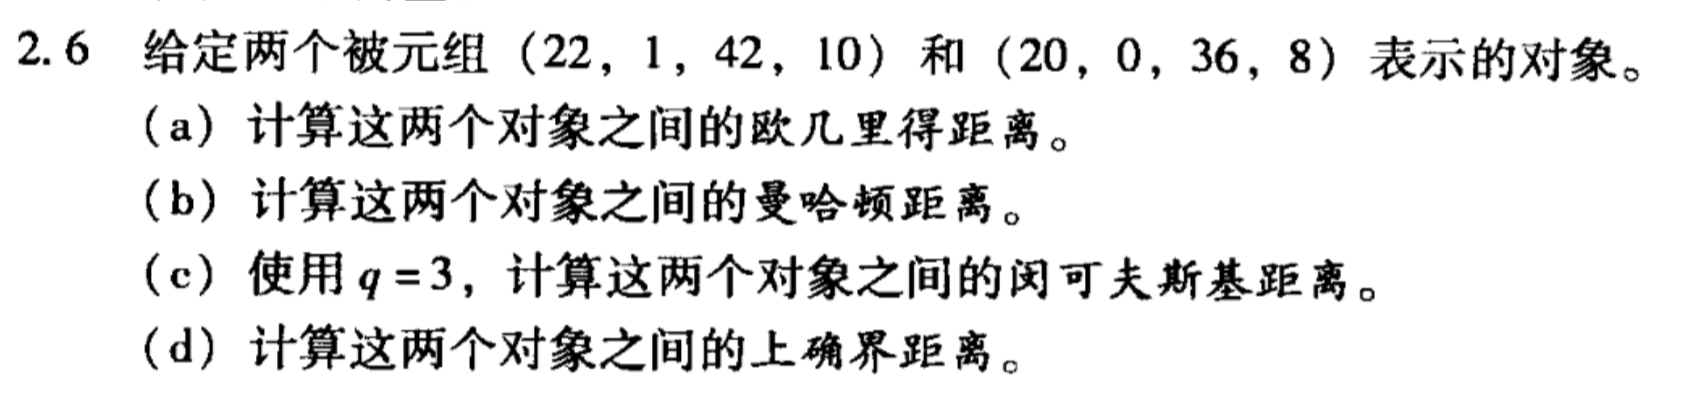 2.6 给定两个被元组（22，1，42，10）和（20，0，36，8）表示的对象。
（a）计算这两个对象之间的欧几里得距离。
（b）计算这两个对象之间的曼哈顿距离。
（c）使用 q = 3，计算这两个对象之间的闵可夫斯基距离。
（d）计算这两个对象之间的上确界距离。